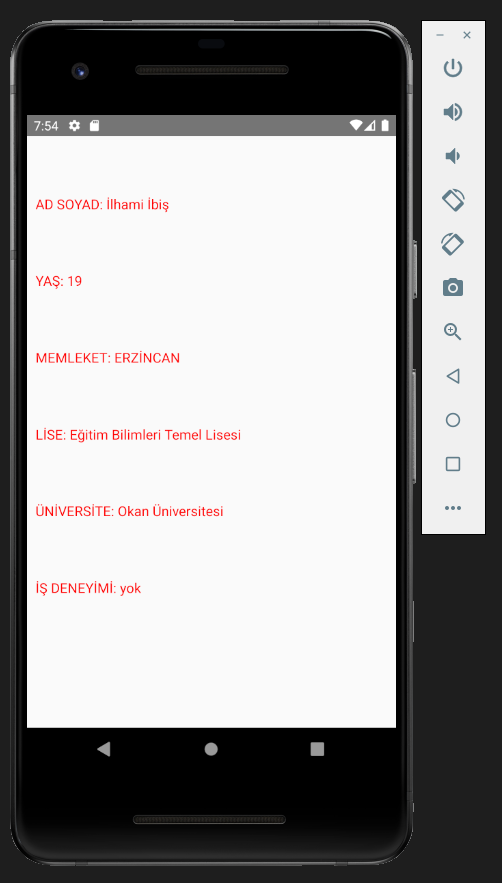 7:54
AD SOYAD: İlhami İbiş
YAŞ: 19
MEMLEKET: ERZİNCAN
LİSE: Eğitim Bilimleri Temel Lisesi
ÜNİVERSİTE: Okan Üniversitesi
İŞ DENEYİMİ: yok